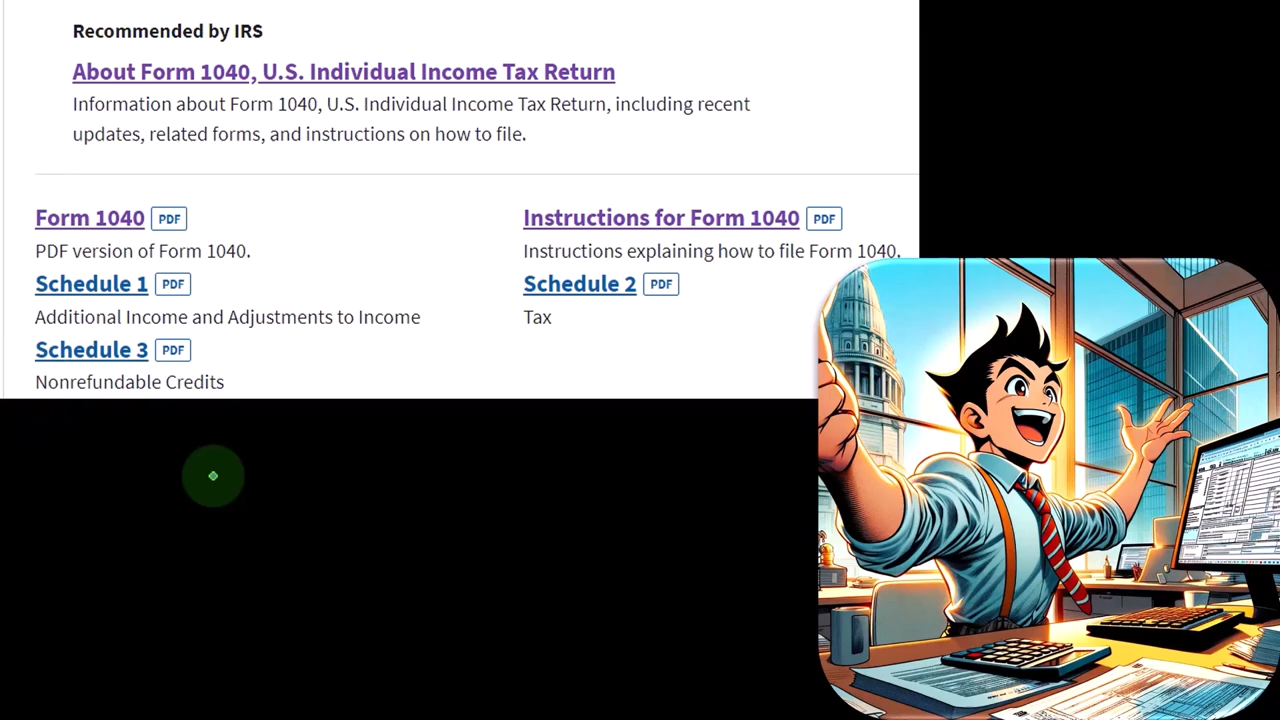 Recommended by IRS
About Form 1040, U.S. Individual Income Tax Return
Information about Form 1040, U.S. Individual Income Tax Return, including recent
updates, related forms, and instructions on how to file.
Form 1040 PDF
PDF version of Form 1040.
Schedule 1 PDF
Additional Income and Adjustments to Income
Schedule 3 PDF
Nonrefundable Credits
Instructions for Form 1040 PDF
Instructions explaining how to file Form 1040.
Schedule 2 PDF
Tax